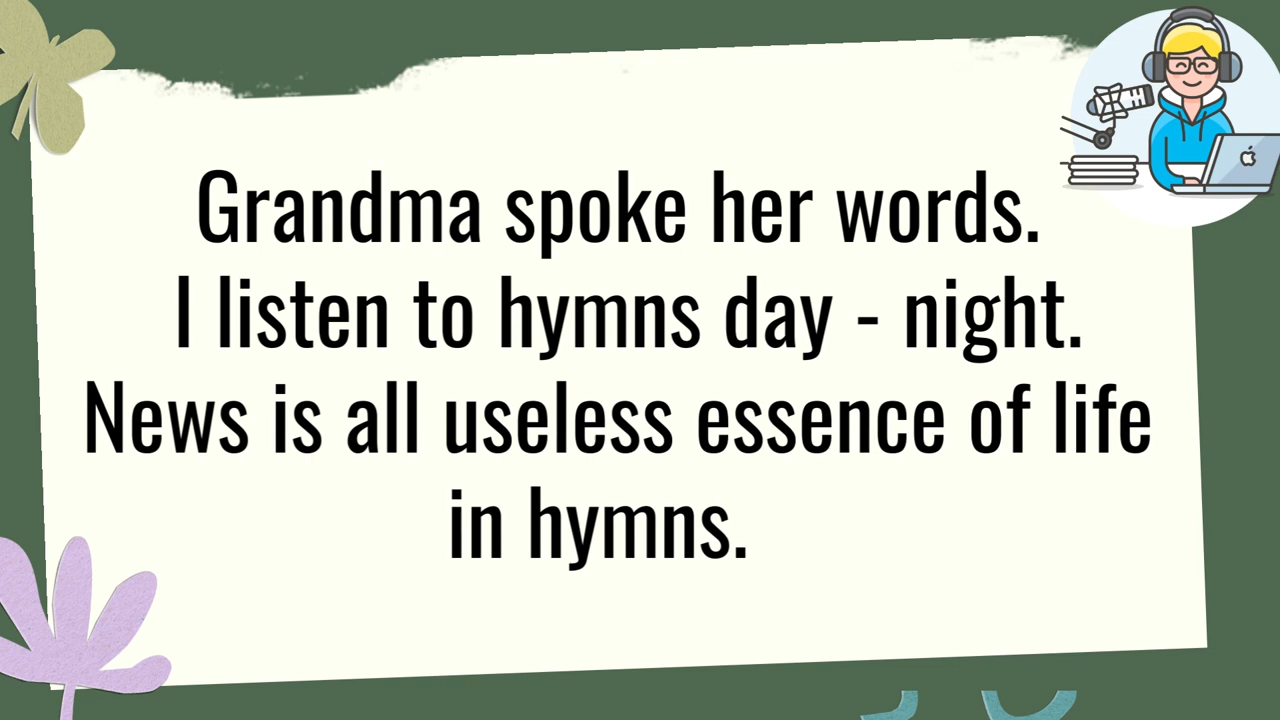 Grandma spoke her words.
I listen to hymns day - night.
News is all useless essence of life
in hymns.